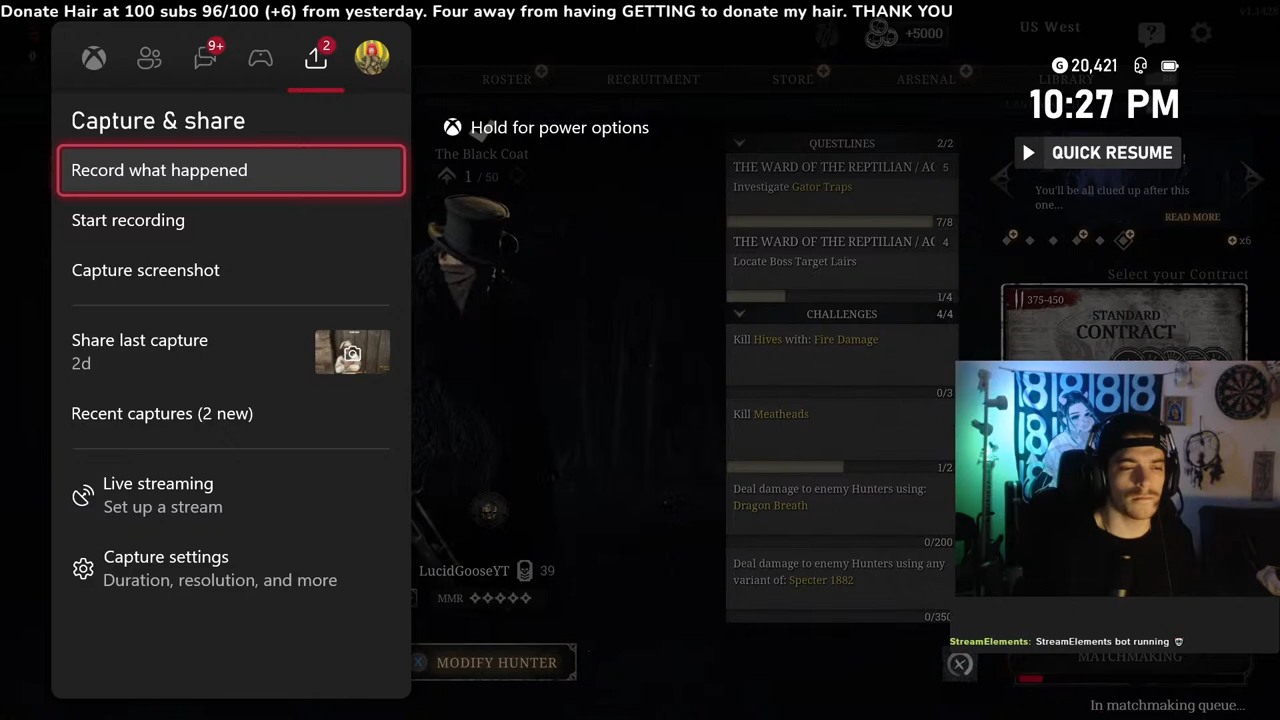 Donate Hair at 100 subs 96/100 (+6) from yesterday. Four away from having GETTING to donate my hair. THANK YOU
9+
2
Capture & share
Record what happened
Start recording
Capture screenshot
Share last capture
2d
Recent captures (2 new)
Live streaming
Set up a stream
Capture settings
Duration, resolution, and more
Hold for power options
+5000
US West
ROSTER
RECRUITMENT
STORE
ARSENAL
LIBRARY
G 20,421
10:27 PM
QUICK RESUME
The Black Coat
1 / 50
QUESTLINES 2/2
THE WARD OF THE REPTILIAN / AC 5
Investigate Gator Traps
7/8
THE WARD OF THE REPTILIAN / AC 4
Locate Boss Target Lairs
1/4
CHALLENGES 4/4
Kill Hives with: Fire Damage
0/3
Kill Meatheads
1/2
Deal damage to enemy Hunters using:
Dragon Breath
0/200
Deal damage to enemy Hunters using any
variant of: Specter 1882
0/350
You'll be all clued up after this
one...
READ MORE
x6
Select your Contract
375-450
STANDARD
CONTRACT
LucidGooseYT 39
MMR
X MODIFY HUNTER
StreamElements: StreamElements bot running
MATCHMAKING
In matchmaking queue...